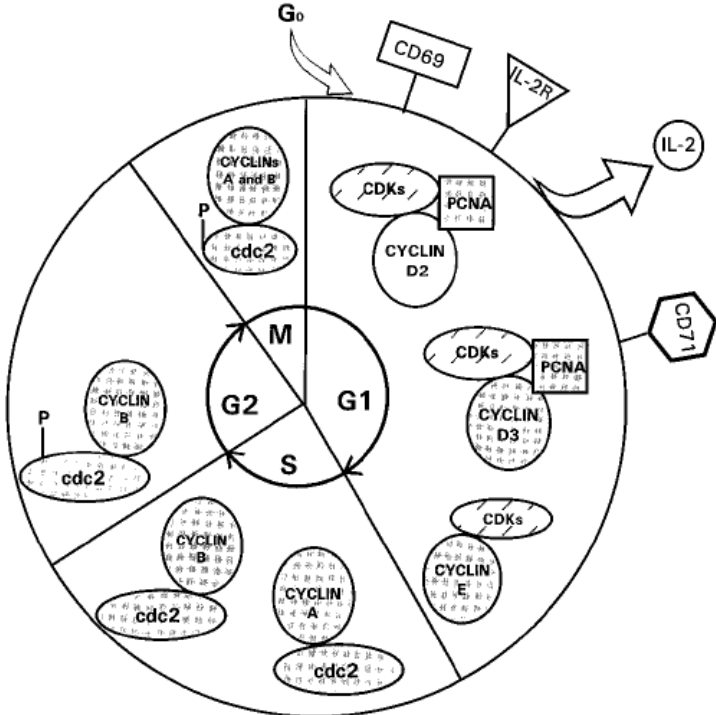 G₀
CD69
IL-2R
IL-2
CD71
CDKs
PCNA
CYCLIN
D2
CDKs
PCNA
CYCLIN
D3
CDKs
CYCLIN
E
CYCLINs
A and B
P
cdc2
M
G1
G2
S
P
CYCLIN
B
cdc2
CYCLIN
B
cdc2
CYCLIN
A
cdc2